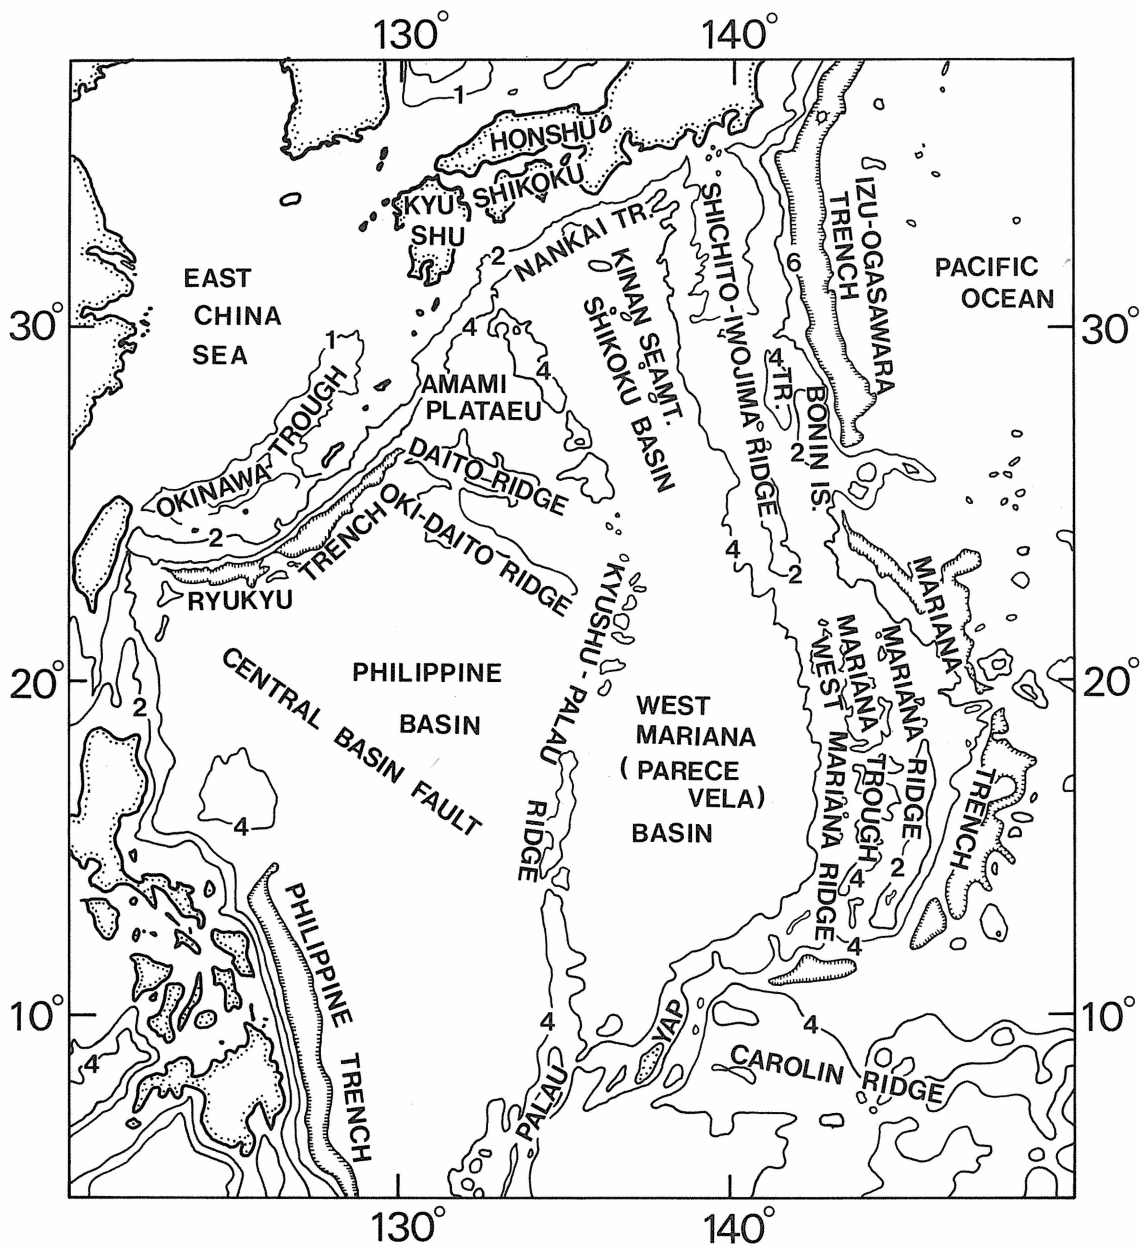 130°
140°
1
HONSHU
SHIKOKU
KYU
SHU
NANKAI TR.
2
EAST
CHINA
SEA
PACIFIC
OCEAN
IZU-OGASAWARA
TRENCH
6
SHICHITO-IWOJIMA RIDGE
KINAN SEAMT.
SHIKOKU BASIN
30°
30°
1
4
4
4
TR.
BONIN IS.
2
AMAMI
PLATAEU
OKINAWA TROUGH
DAITO RIDGE
OKI-DAITO RIDGE
2
RYUKYU
TRENCH
4
2
MARIANA
TRENCH
KYUSHU-PALAU
RIDGE
20°
20°
2
CENTRAL BASIN FAULT
PHILIPPINE
BASIN
WEST
MARIANA
(PARECE
VELA)
BASIN
WEST MARIANA RIDGE
MARIANA
TROUGH
MARIANA RIDGE
4
4
2
4
PHILIPPINE TRENCH
10°
10°
4
4
4
YAP
PALAU
CAROLIN RIDGE
130°
140°